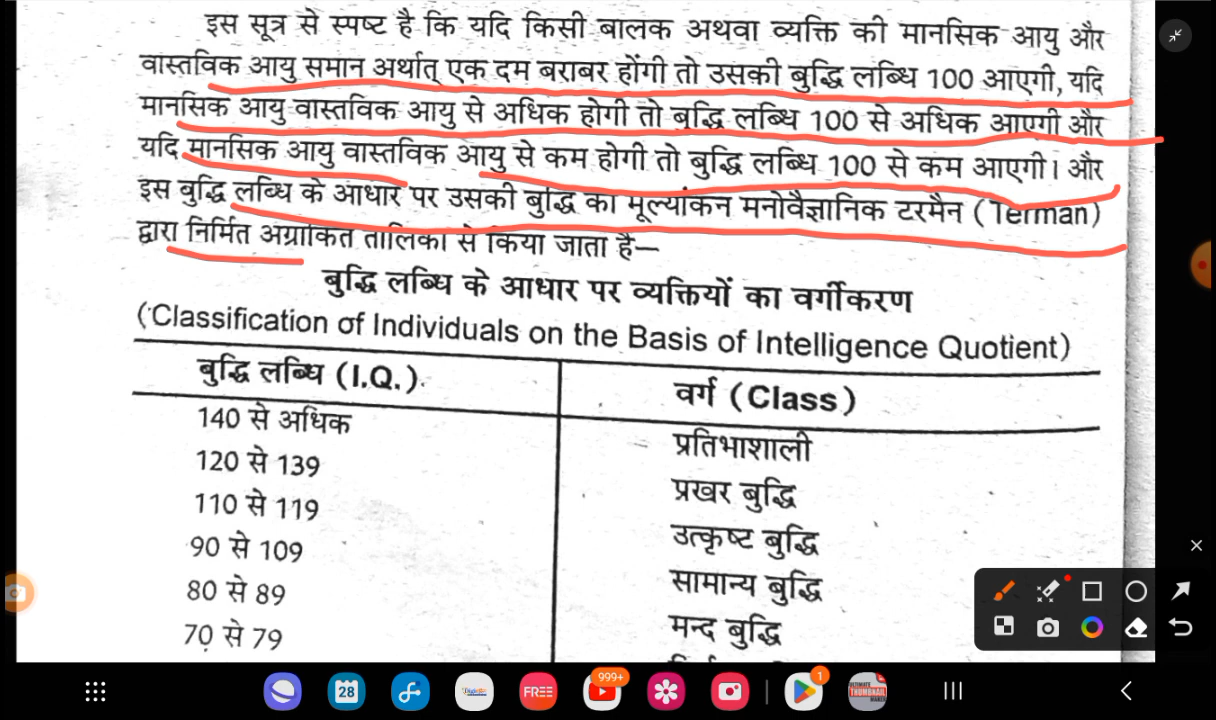 इस सूत्र से स्पष्ट है कि यदि किसी बालक अथवा व्यक्ति की मानसिक आयु और
वास्तविक आयु समान अर्थात् एक दम बराबर होंगी तो उसकी बुद्धि लब्धि 100 आएगी, यदि
मानसिक आयु वास्तविक आयु से अधिक होगी तो बुद्धि लब्धि 100 से अधिक आएगी और
यदि मानसिक आयु वास्तविक आयु से कम होगी तो बुद्धि लब्धि 100 से कम आएगी। और
इस बुद्धि लब्धि के आधार पर उसकी बुद्धि का मूल्यांकन मनोवैज्ञानिक टरमैन (Terman)
द्वारा निर्मित अग्रांकित तालिका से किया जाता है—
बुद्धि लब्धि के आधार पर व्यक्तियों का वर्गीकरण
(Classification of Individuals on the Basis of Intelligence Quotient)
बुद्धि लब्धि (I.Q.) वर्ग (Class)
140 से अधिक प्रतिभाशाली
120 से 139 प्रखर बुद्धि
110 से 119 उत्कृष्ट बुद्धि
90 से 109 सामान्य बुद्धि
80 से 89 मन्द बुद्धि
70 से 79
28
FREE
999+
1